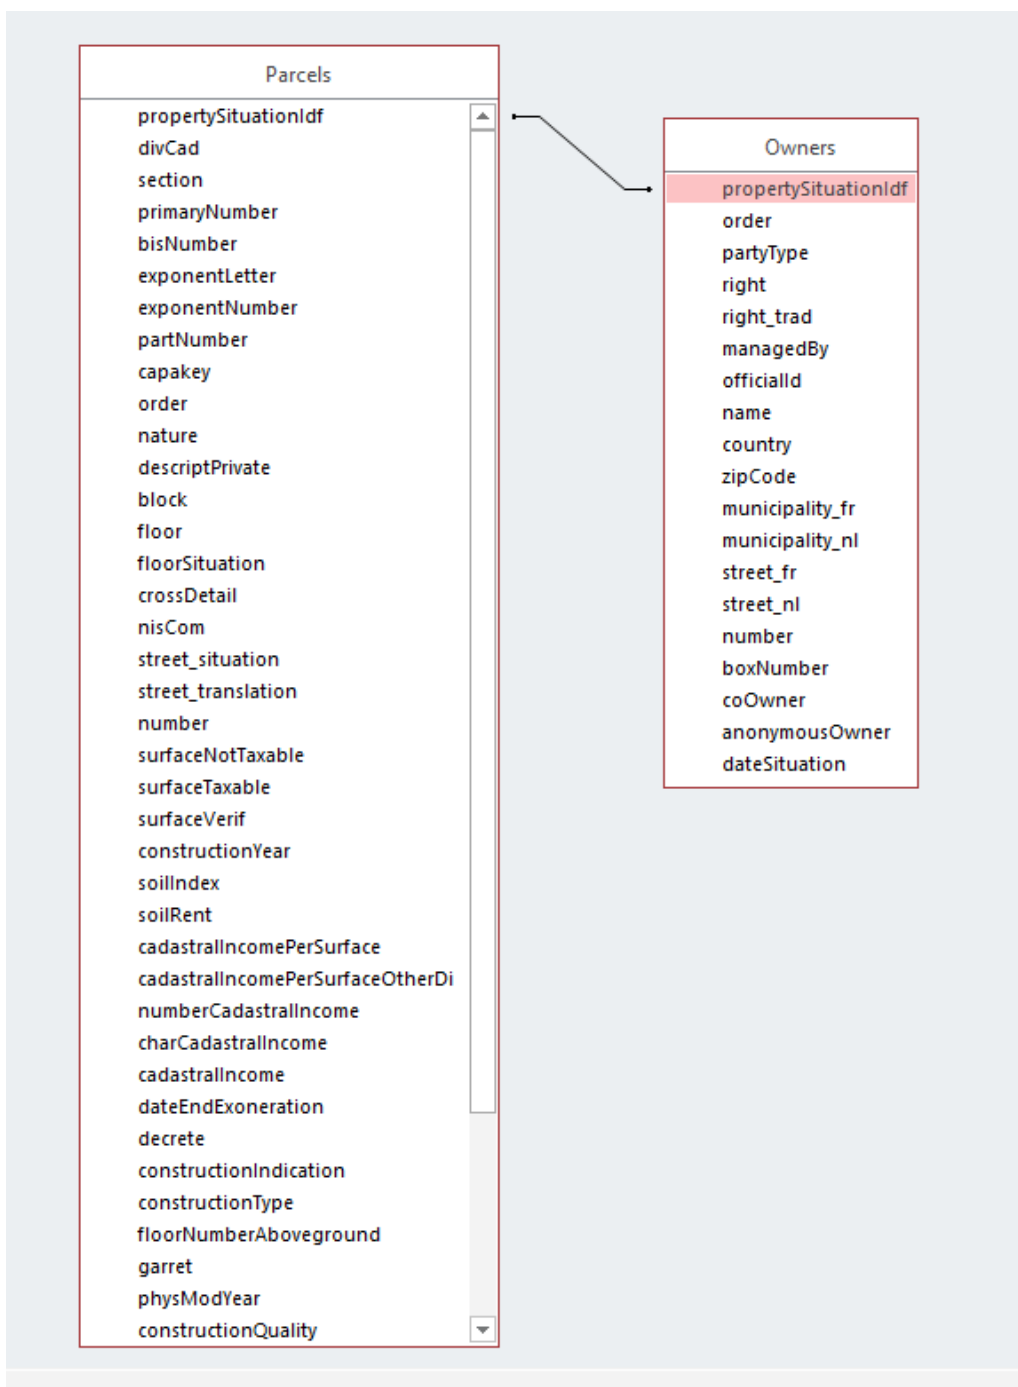 Parcels
propertySituationIdf
divCad
section
primaryNumber
bisNumber
exponentLetter
exponentNumber
partNumber
capakey
order
nature
descriptPrivate
block
floor
floorSituation
crossDetail
nisCom
street_situation
street_translation
number
surfaceNotTaxable
surfaceTaxable
surfaceVerif
constructionYear
soilIndex
soilRent
cadastralIncomePerSurface
cadastralIncomePerSurfaceOtherDi
numberCadastralIncome
charCadastralIncome
cadastralIncome
dateEndExoneration
decrete
constructionIndication
constructionType
floorNumberAboveground
garret
physModYear
constructionQuality
Owners
propertySituationIdf
order
partyType
right
right_trad
managedBy
officialId
name
country
zipCode
municipality_fr
municipality_nl
street_fr
street_nl
number
boxNumber
coOwner
anonymousOwner
dateSituation